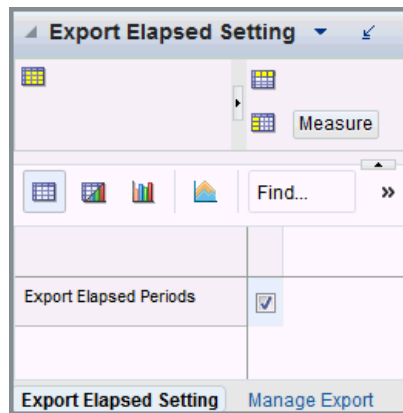 Export Elapsed Setting
Measure
Find...
Export Elapsed Periods
Export Elapsed Setting Manage Export